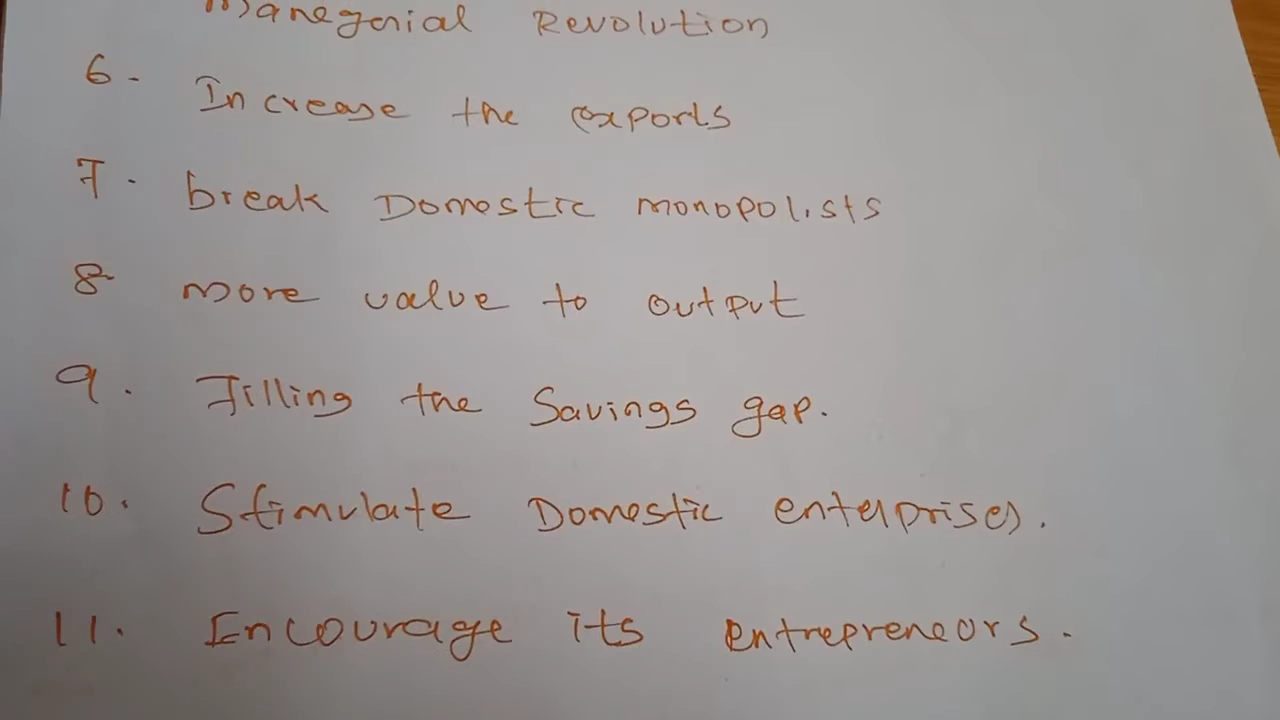 Managerial Revolution
6. Increase the exports
7. break Domestic monopolists
8 more value to output
9. Filling the Savings gap.
10. Stimulate Domestic enterprises.
11. Encourage its entrepreneors.